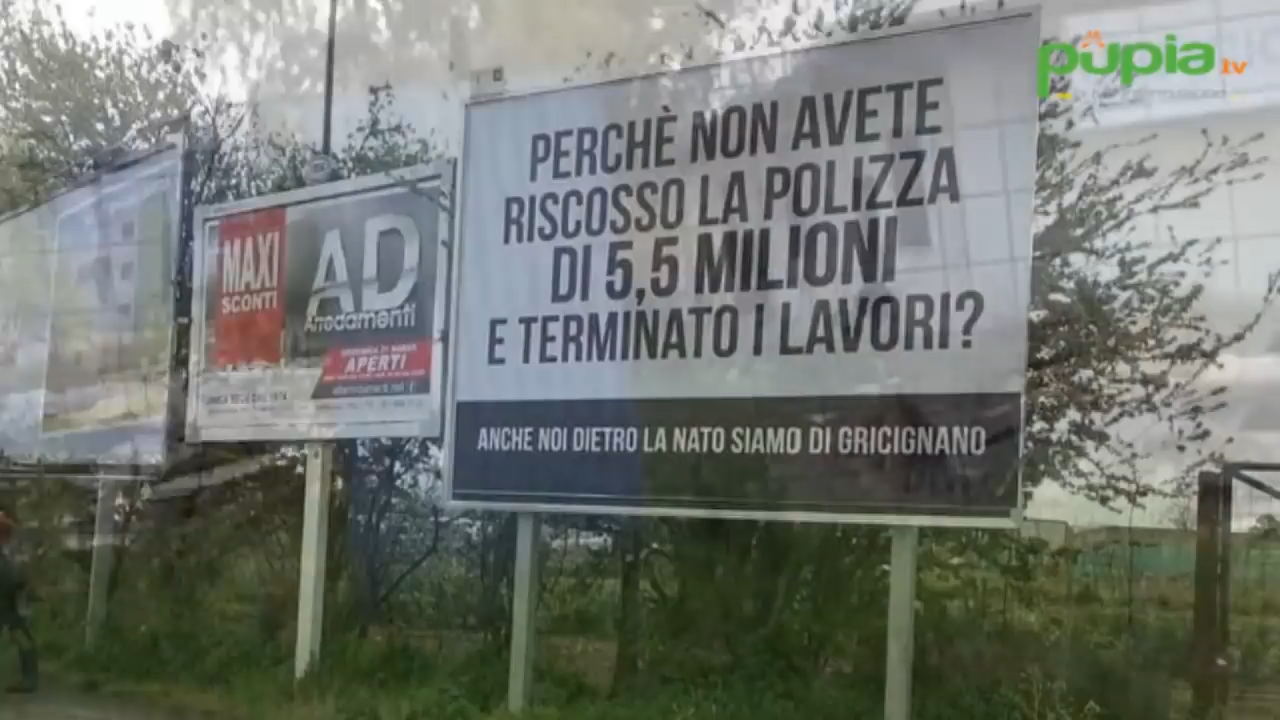 pupia.tv
PERCHÈ NON AVETE
RISCOSSO LA POLIZZA
DI 5,5 MILIONI
E TERMINATO I LAVORI?
ANCHE NOI DIETRO LA NATO SIAMO DI GRICIGNANO
MAXI
SCONTI
AD
Arredamenti
APERTI